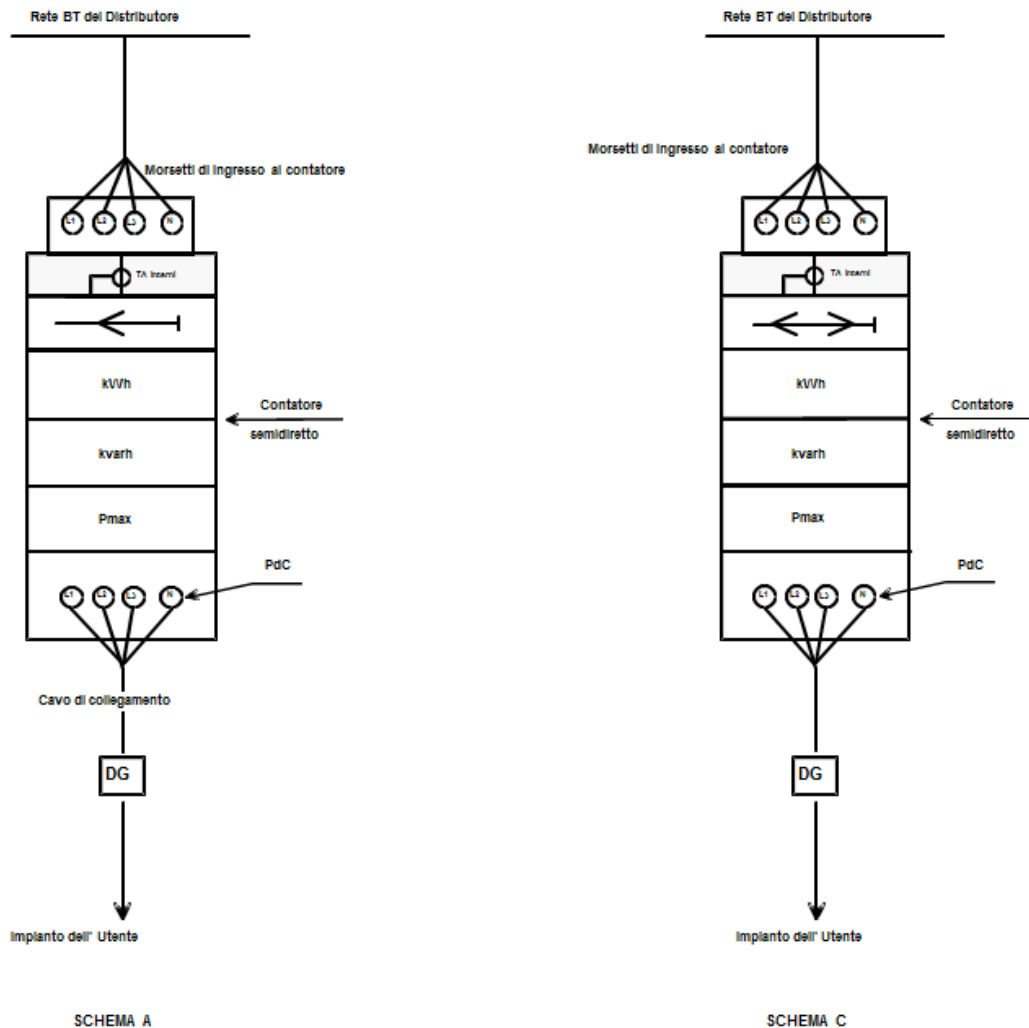 Rete BT del Distributore
Morsetti di ingresso al contatore
L1 L2 L3 N
TA Interni
kWh
Contatore
semidiretto
kvarh
Pmax
PdC
L1 L2 L3 N
Cavo di collegamento
DG
Impianto dell' Utente
SCHEMA A
Rete BT del Distributore
Morsetti di ingresso al contatore
L1 L2 L3 N
TA Interni
kWh
Contatore
semidiretto
kvarh
Pmax
PdC
L1 L2 L3 N
DG
Impianto dell' Utente
SCHEMA C